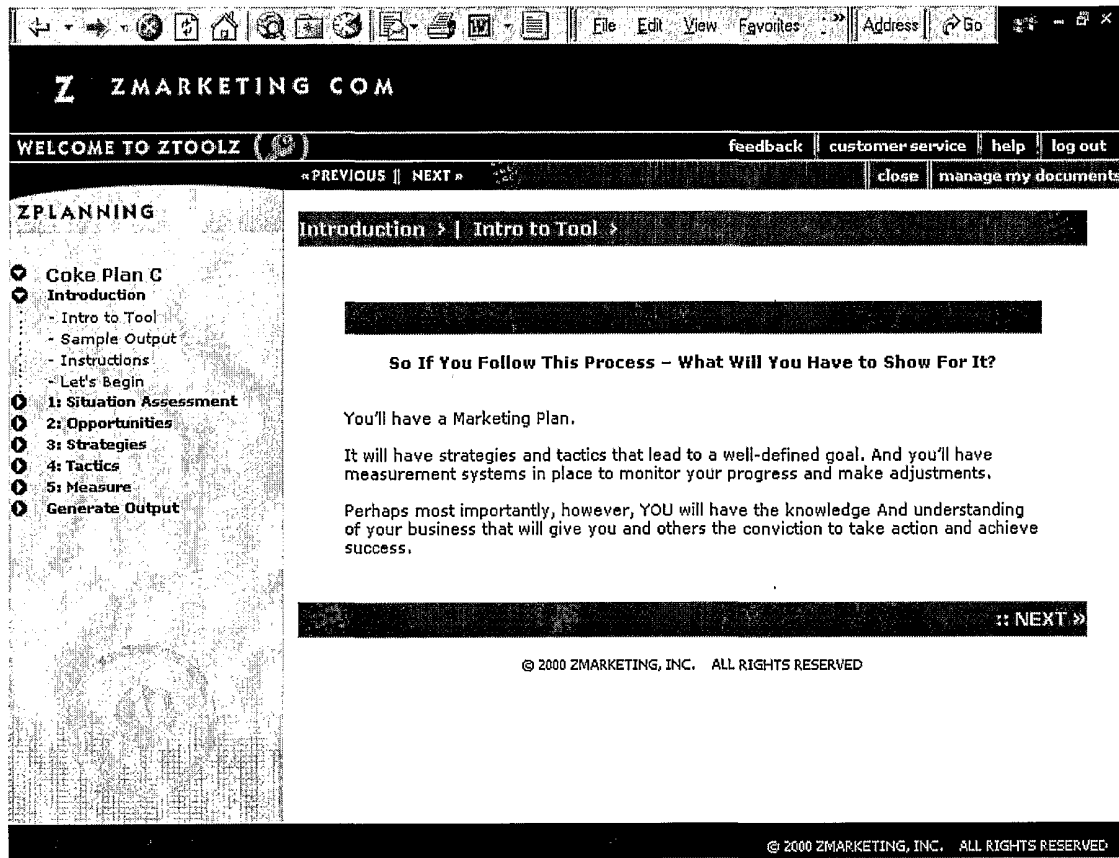 File Edit View Favorites » Address Go
Z ZMARKETING COM
WELCOME TO ZTOOLZ
feedback || customer service || help || log out
«PREVIOUS || NEXT»
close || manage my documents
ZPLANNING
Coke Plan C
Introduction
- Intro to Tool
- Sample Output
- Instructions
- Let's Begin
1: Situation Assessment
2: Opportunities
3: Strategies
4: Tactics
5: Measure
Generate Output
Introduction > | Intro to Tool >
So If You Follow This Process – What Will You Have to Show For It?
You'll have a Marketing Plan.
It will have strategies and tactics that lead to a well-defined goal. And you'll have
measurement systems in place to monitor your progress and make adjustments.
Perhaps most importantly, however, YOU will have the knowledge And understanding
of your business that will give you and others the conviction to take action and achieve
success.
:: NEXT »
© 2000 ZMARKETING, INC. ALL RIGHTS RESERVED
© 2000 ZMARKETING, INC. ALL RIGHTS RESERVED